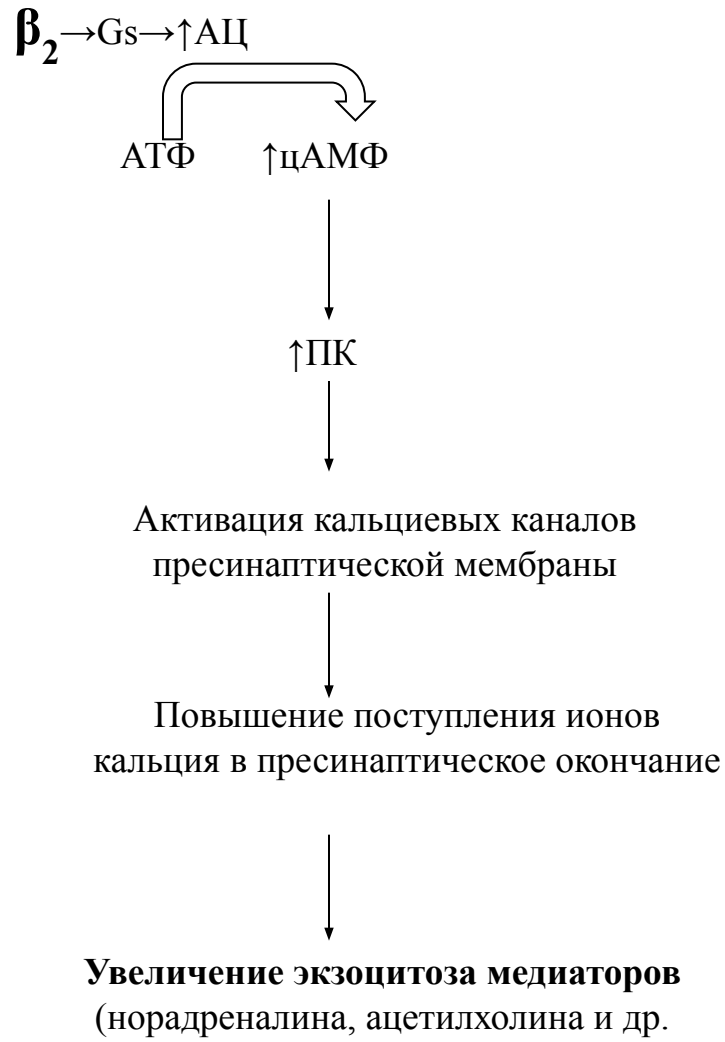 β₂→Gs→↑АЦ
АТФ ↑цАМФ
↑ПК
Активация кальциевых каналов
пресинаптической мембраны
Повышение поступления ионов
кальция в пресинаптическое окончание
Увеличение экзоцитоза медиаторов
(норадреналина, ацетилхолина и др.